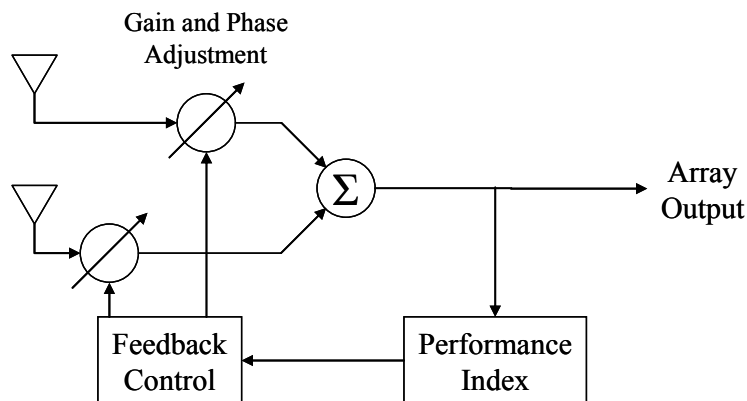 Gain and Phase
Adjustment
Σ
Array
Output
Feedback
Control
Performance
Index